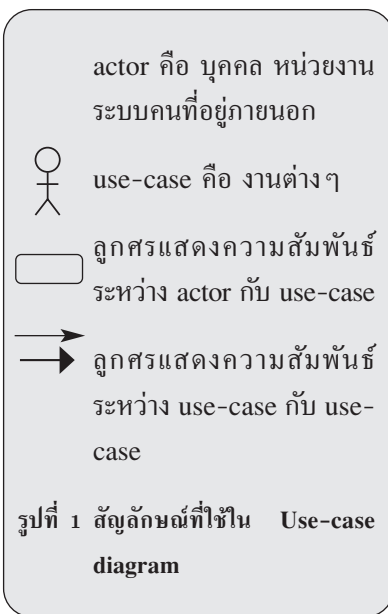 actor คือ บุคคล หน่วยงาน
ระบบคนที่อยู่ภายนอก
use-case คือ งานต่างๆ
ลูกศรแสดงความสัมพันธ์
ระหว่าง actor กับ use-case
ลูกศรแสดงความสัมพันธ์
ระหว่าง use-case กับ use-
case
รูปที่ 1 สัญลักษณ์ที่ใช้ใน Use-case
diagram